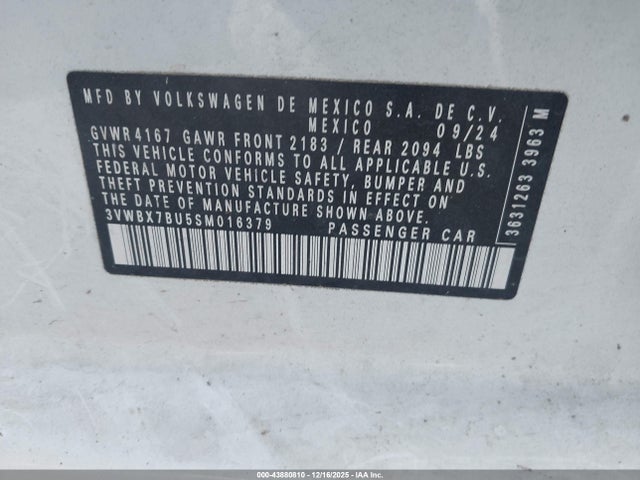 MFD BY VOLKSWAGEN DE MEXICO S.A. DE C.V.
MEXICO 09/24
GVWR4167 GAWR FRONT 2183 / REAR 2094 LBS
THIS VEHICLE CONFORMS TO ALL APPLICABLE U.S.
FEDERAL MOTOR VEHICLE SAFETY, BUMPER AND
THEFT PREVENTION STANDARDS IN EFFECT ON
THE DATE OF MANUFACTURE SHOWN ABOVE.
3VWBX7BU5SM016379 PASSENGER CAR
3631263 3963 M
000-43880810 - 12/16/2025 - IAA Inc.